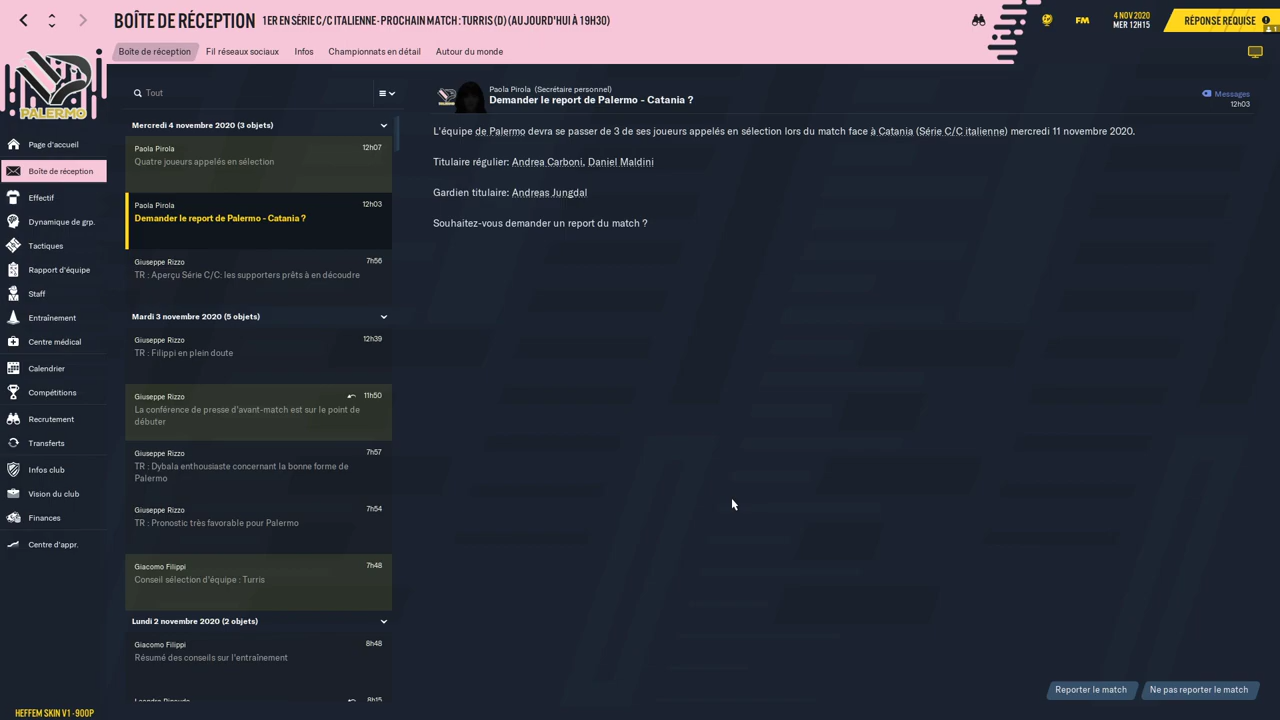 BOÎTE DE RÉCEPTION 1ER EN SÉRIE C/C ITALIENNE - PROCHAIN MATCH : TURRIS (D) (AUJOURD'HUI À 19H30)
FM
4 NOV 2020
MER 12H15
RÉPONSE REQUISE
1
Boîte de réception
Fil réseaux sociaux
Infos
Championnats en détail
Autour du monde
PALERMO
Page d'accueil
Boîte de réception
Effectif
Dynamique de grp.
Tactiques
Rapport d'équipe
Staff
Entraînement
Centre médical
Calendrier
Compétitions
Recrutement
Transferts
Infos club
Vision du club
Finances
Centre d'appr.
HEFFEM SKIN V1 - 900P
Tout
Mercredi 4 novembre 2020 (3 objets)
Paola Pirola 12h07
Quatre joueurs appelés en sélection
Paola Pirola 12h03
Demander le report de Palermo - Catania ?
Giuseppe Rizzo 7h56
TR : Aperçu Série C/C: les supporters prêts à en découdre
Mardi 3 novembre 2020 (5 objets)
Giuseppe Rizzo 12h39
TR : Filippi en plein doute
Giuseppe Rizzo 11h50
La conférence de presse d'avant-match est sur le point de
débuter
Giuseppe Rizzo 7h57
TR : Dybala enthousiaste concernant la bonne forme de
Palermo
Giuseppe Rizzo 7h54
TR : Pronostic très favorable pour Palermo
Giacomo Filippi 7h48
Conseil sélection d'équipe : Turris
Lundi 2 novembre 2020 (2 objets)
Giacomo Filippi 8h48
Résumé des conseils sur l'entraînement
8h15
Paola Pirola (Secrétaire personnel)
Demander le report de Palermo - Catania ?
Messages
12h03
L'équipe de Palermo devra se passer de 3 de ses joueurs appelés en sélection lors du match face à Catania (Série C/C italienne) mercredi 11 novembre 2020.
Titulaire régulier: Andrea Carboni, Daniel Maldini
Gardien titulaire: Andreas Jungdal
Souhaitez-vous demander un report du match ?
Reporter le match
Ne pas reporter le match